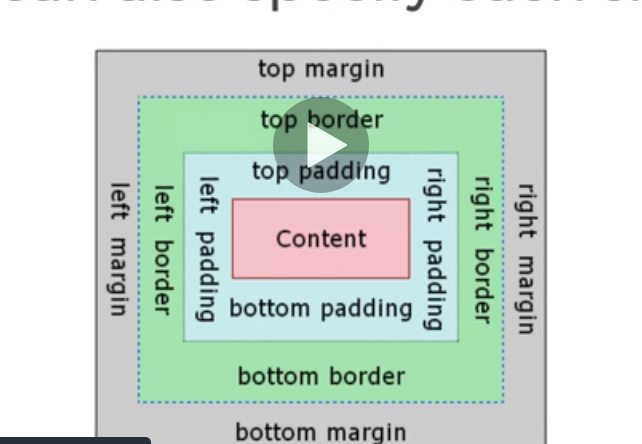 top margin
top border
top padding
left margin
left border
left padding
Content
right padding
right border
right margin
bottom padding
bottom border
bottom margin